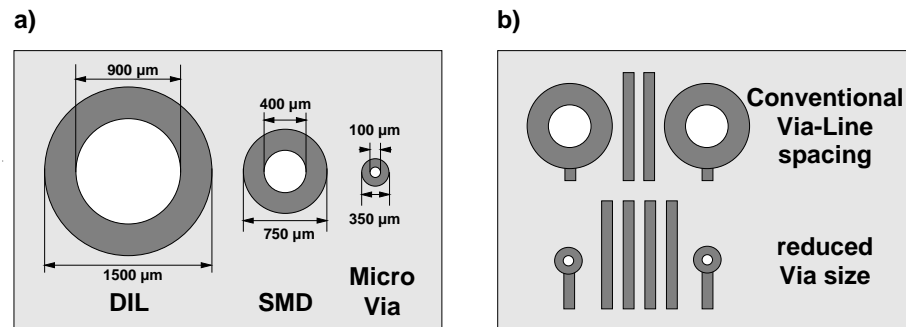 a)
900 µm
400 µm
100 µm
350 µm
750 µm
1500 µm
DIL
SMD
Micro
Via
b)
Conventional
Via-Line
spacing
reduced
Via size